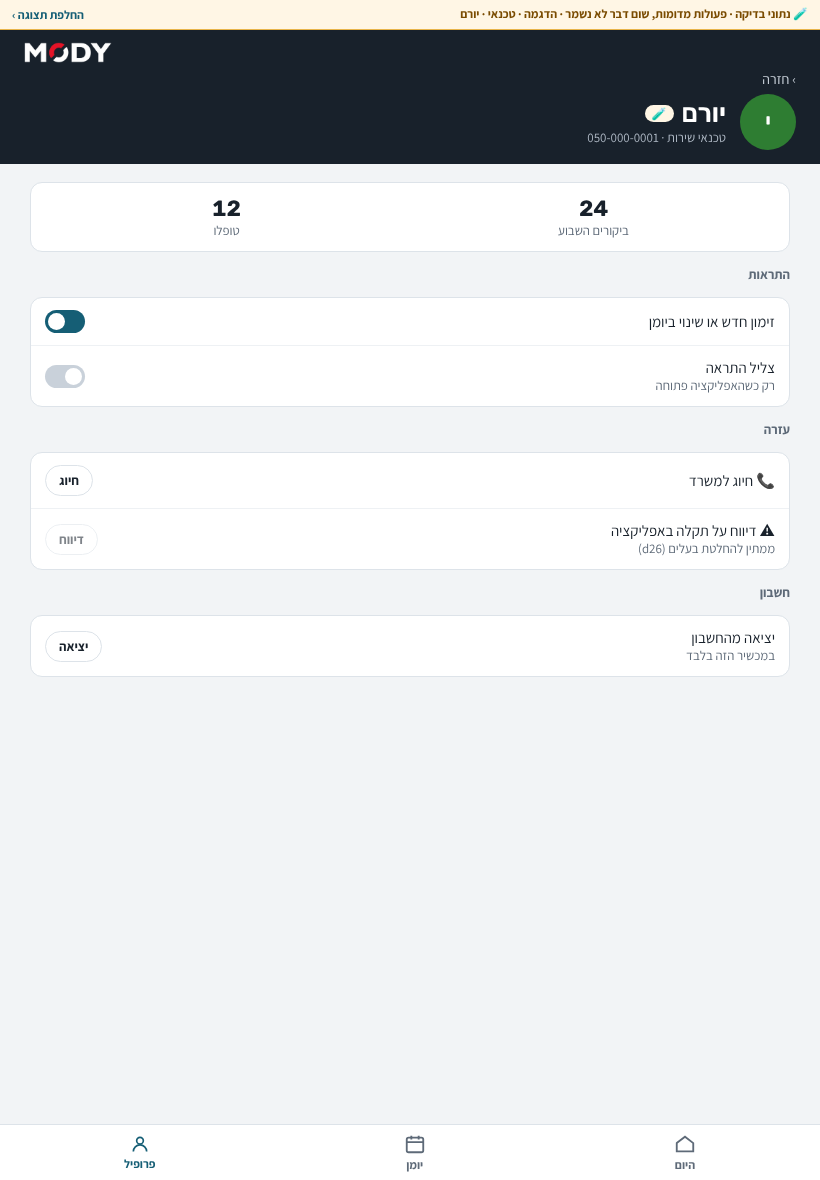 🧪 נתוני בדיקה · פעולות מדומות, שום דבר לא נשמר · הדגמה · טכנאי · יורם
החלפת תצוגה ›
MODY
› חזרה
י
יורם 🧪
טכנאי שירות · 050-000-0001
24
ביקורים השבוע
12
טופלו
התראות
זימון חדש או שינוי ביומן
צליל התראה
רק כשהאפליקציה פתוחה
עזרה
📞 חיוג למשרד
חיוג
⚠ דיווח על תקלה באפליקציה
ממתין להחלטת בעלים (d26)
דיווח
חשבון
יציאה מהחשבון
במכשיר הזה בלבד
יציאה
היום
יומן
פרופיל